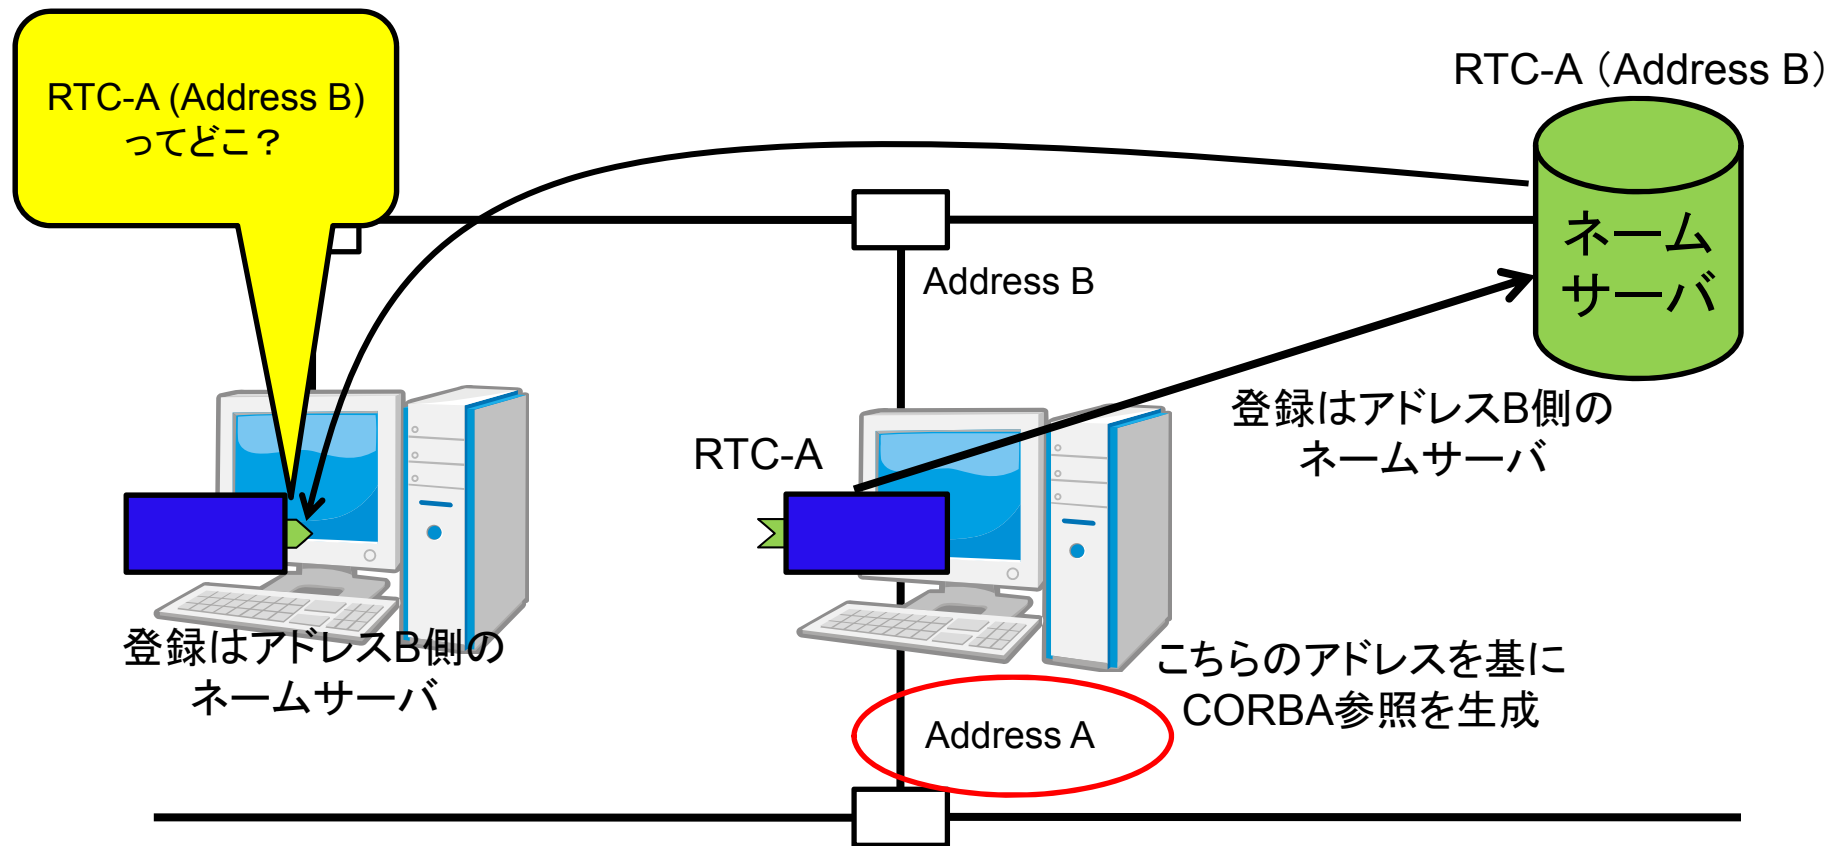 RTC-A (Address B)
ってどこ？
RTC-A（Address B）
ネーム
サーバ
Address B
登録はアドレスB側の
ネームサーバ
RTC-A
登録はアドレスB側の
ネームサーバ
こちらのアドレスを基に
CORBA参照を生成
Address A